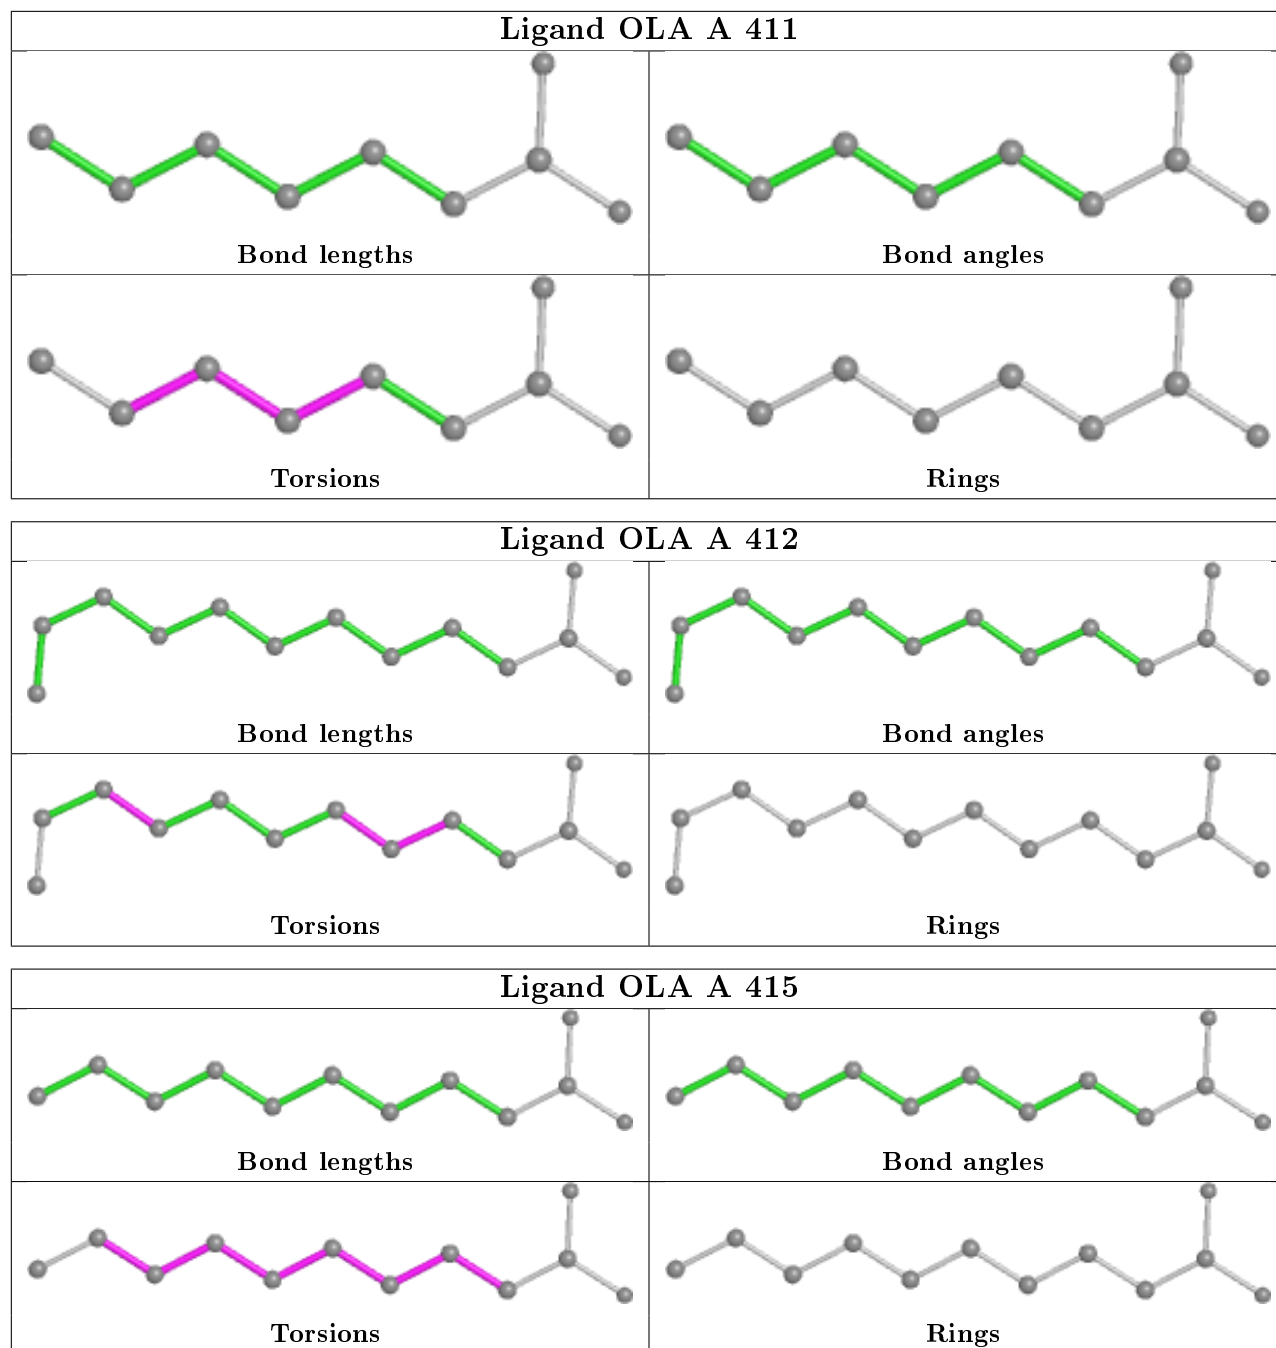 Ligand OLA A 411
Bond lengths
Bond angles
Torsions
Rings
Ligand OLA A 412
Bond lengths
Bond angles
Torsions
Rings
Ligand OLA A 415
Bond lengths
Bond angles
Torsions
Rings